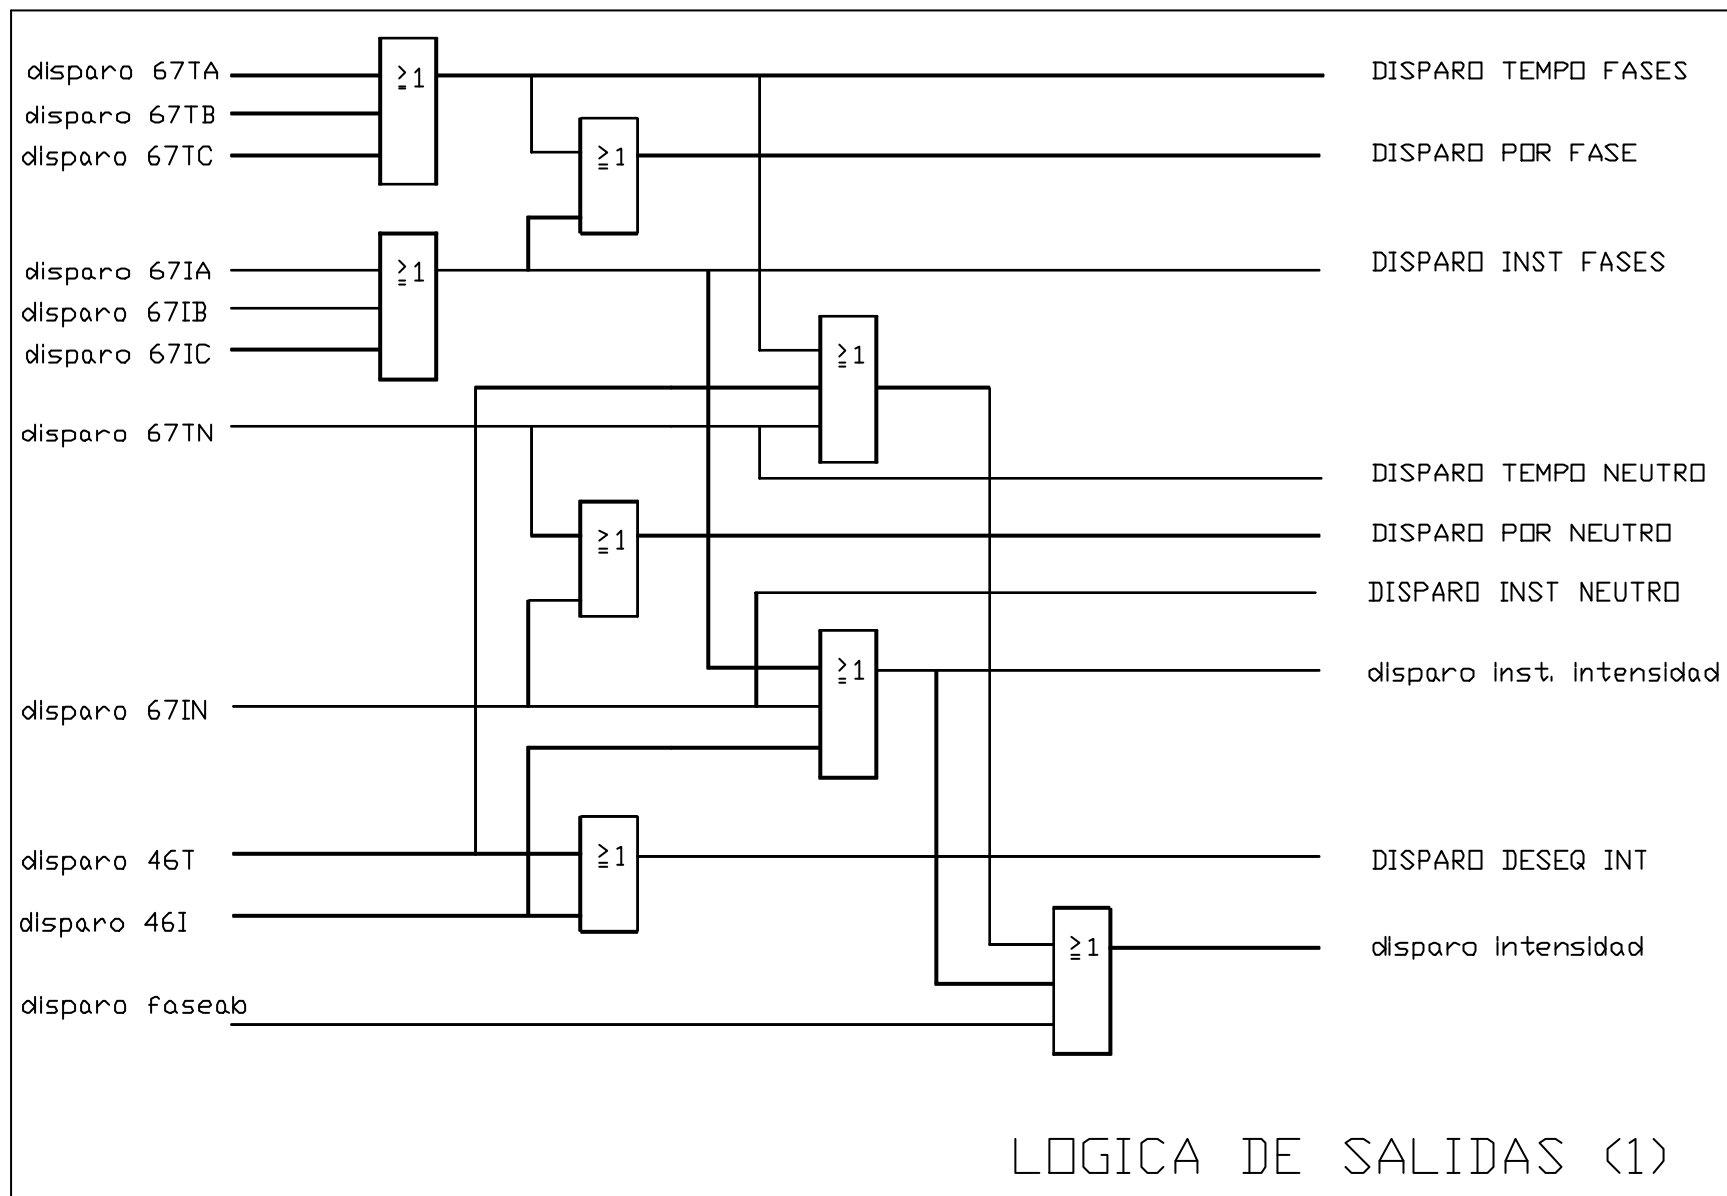 disparo 67TA
disparo 67TB
disparo 67TC
≥1
DISPARO TEMPO FASES
≥1
DISPARO POR FASE
disparo 67IA
disparo 67IB
disparo 67IC
≥1
DISPARO INST FASES
≥1
disparo 67TN
DISPARO TEMPO NEUTRO
≥1
DISPARO POR NEUTRO
DISPARO INST NEUTRO
≥1
disparo inst. intensidad
disparo 67IN
disparo 46T
≥1
DISPARO DESEQ INT
disparo 46I
≥1
disparo intensidad
disparo faseab
LOGICA DE SALIDAS (1)